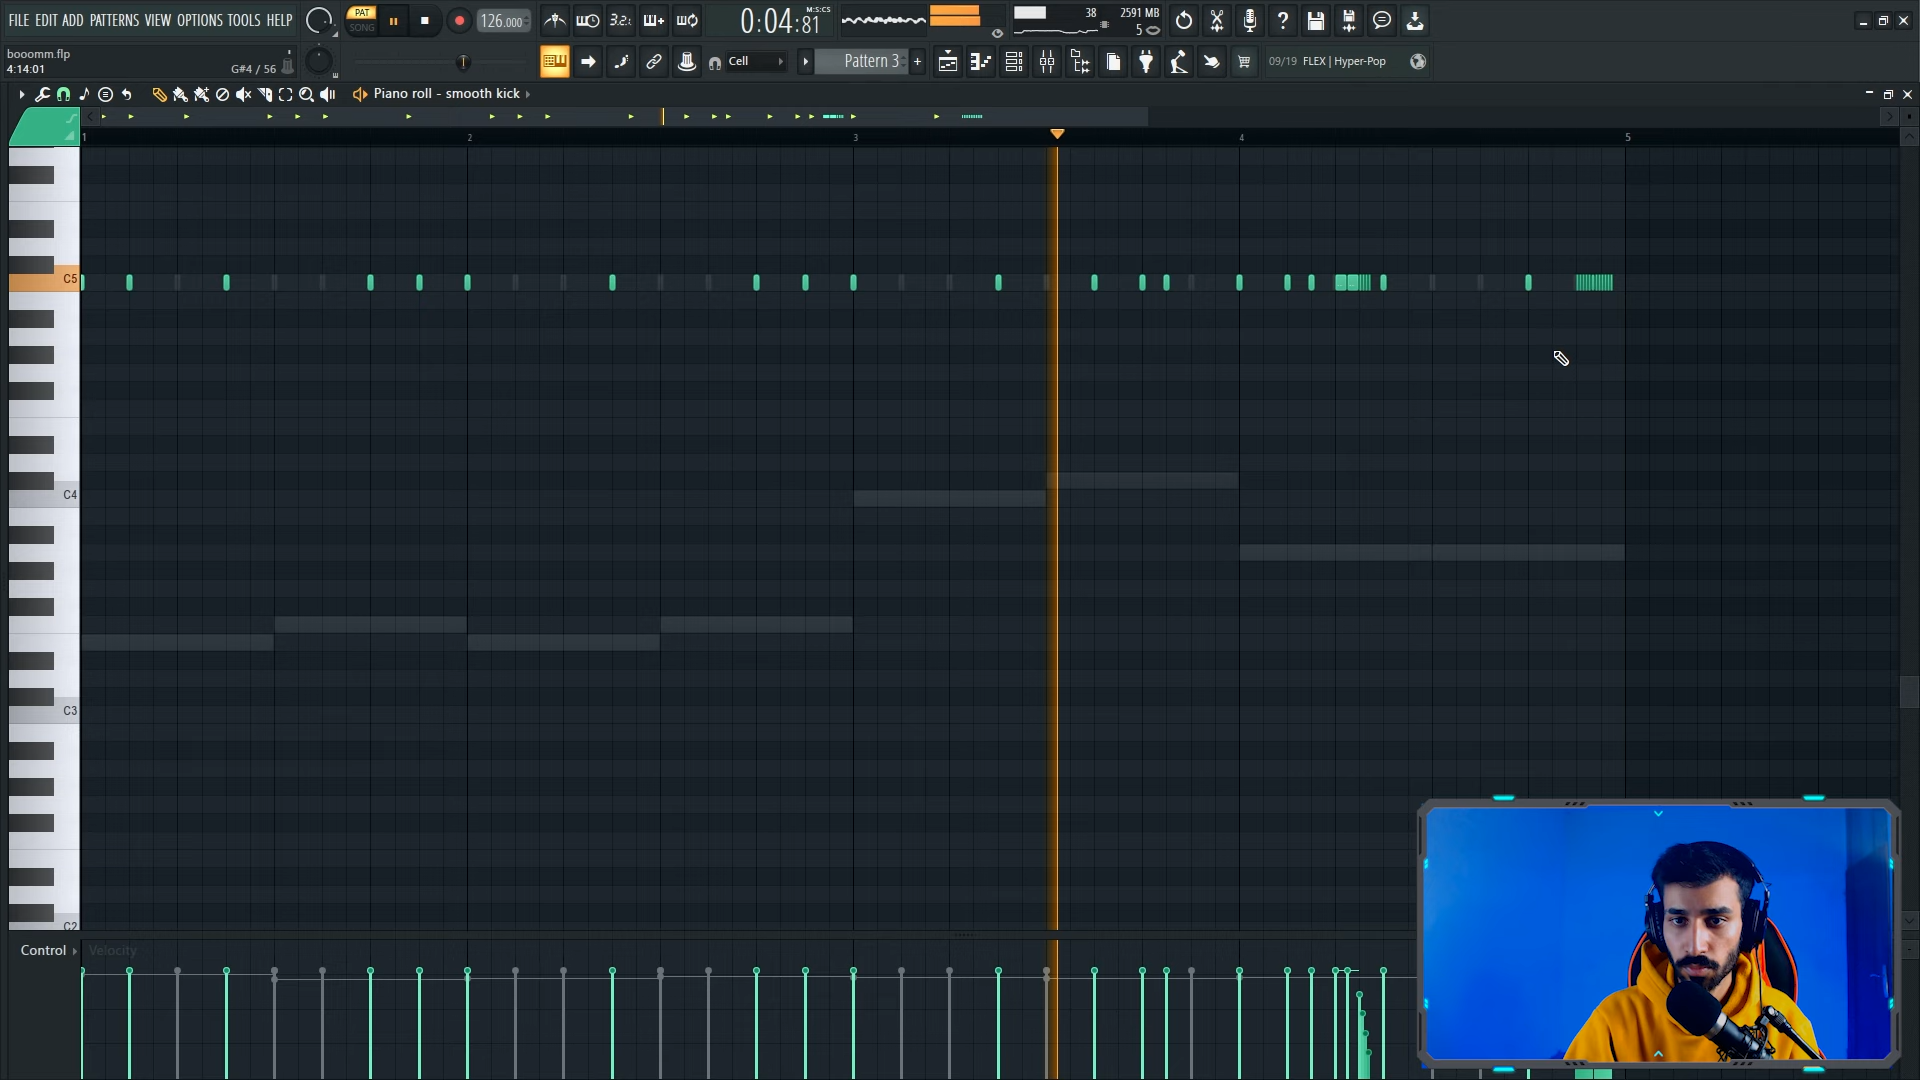 FILE EDIT ADD PATTERNS VIEW OPTIONS TOOLS HELP
PAT
SONG
126.000
3.2.
0:04:81
M:S:CS
38
2591 MB
5
booomm.flp
4:14:01
G#4 / 56
Cell
Pattern 3
09/19 FLEX | Hyper-Pop
Piano roll - smooth kick
1
2
3
4
5
C5
C4
C3
C2
Control
Velocity